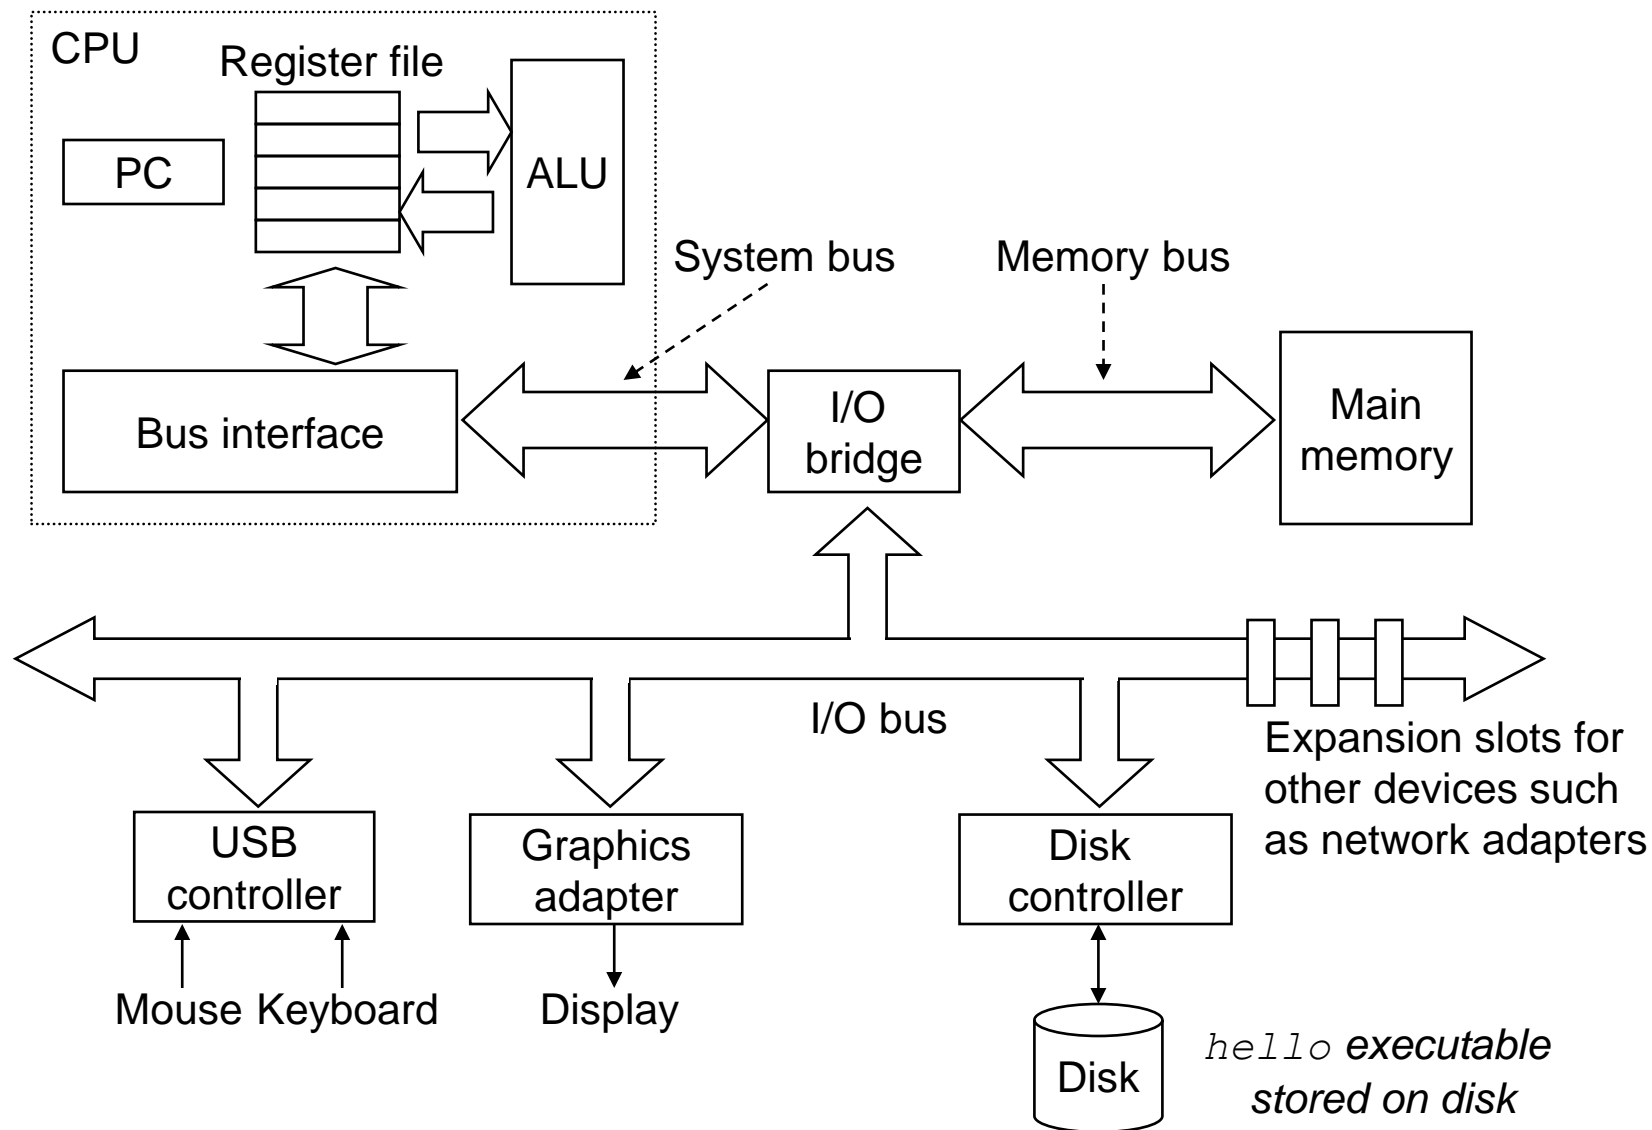 CPU
Register file
PC
ALU
System bus
Memory bus
Bus interface
I/O
bridge
Main
memory
I/O bus
Expansion slots for
other devices such
as network adapters
USB
controller
Graphics
adapter
Disk
controller
Mouse
Keyboard
Display
Disk
hello executable
stored on disk